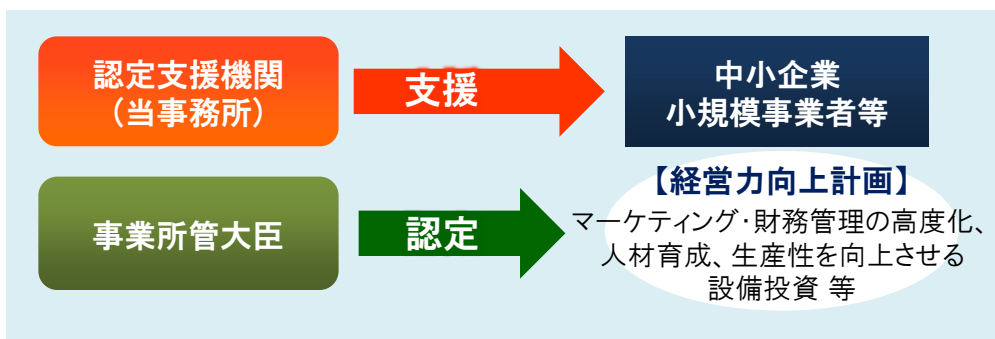 認定支援機関
（当事務所）
支援
中小企業
小規模事業者等
事業所管大臣
認定
【経営力向上計画】
マーケティング・財務管理の高度化、
人材育成、生産性を向上させる
設備投資 等